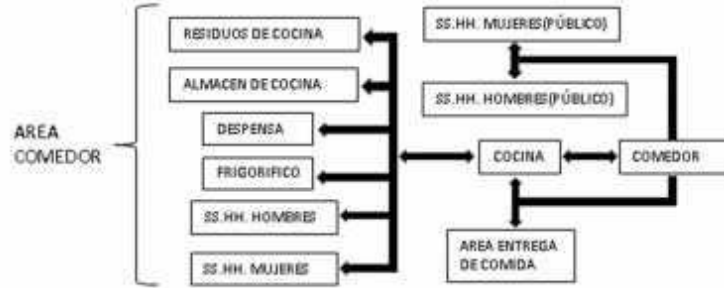 AREA
COMEDOR
RESIDUOS DE COCINA
ALMACEN DE COCINA
DESPENSA
FRIGORIFICO
SS.HH. HOMBRES
SS.HH. MUJERES
SS.HH. MUJERES(PÚBLICO)
SS.HH. HOMBRES(PÚBLICO)
COCINA
COMEDOR
AREA ENTREGA
DE COMIDA